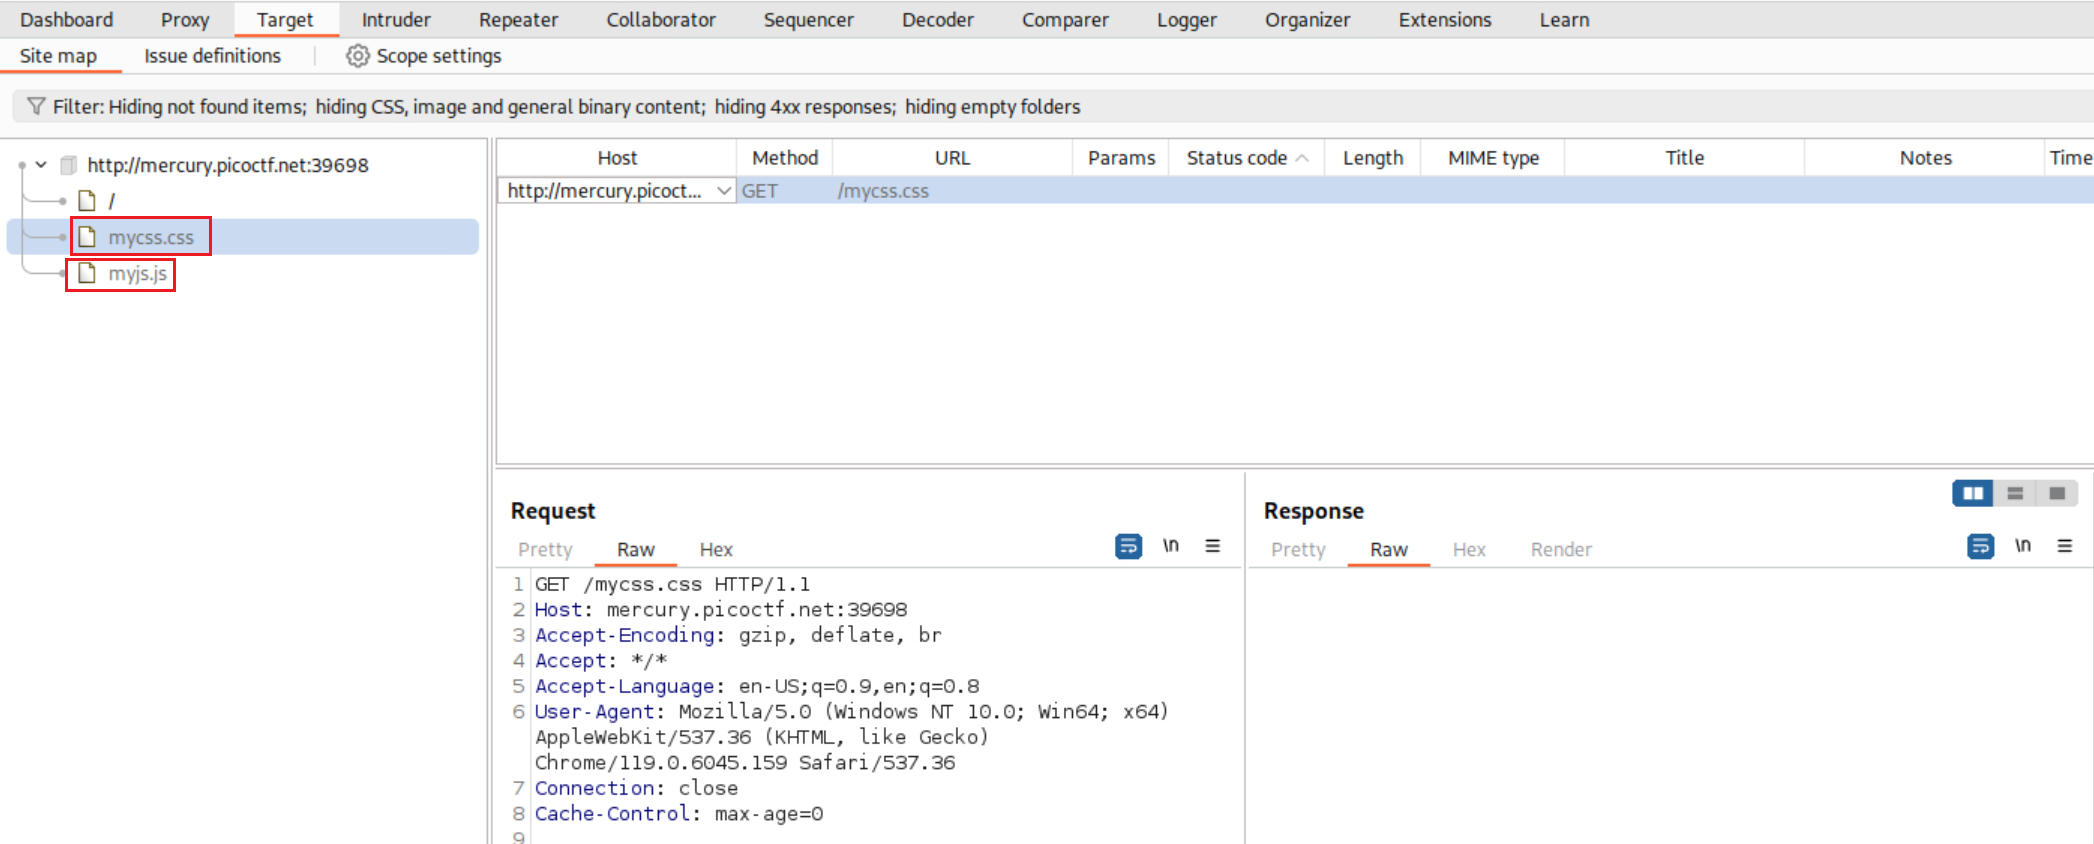 Dashboard Proxy Target Intruder Repeater Collaborator Sequencer Decoder Comparer Logger Organizer Extensions Learn
Site map Issue definitions Scope settings
Filter: Hiding not found items; hiding CSS, image and general binary content; hiding 4xx responses; hiding empty folders
http://mercury.picoctf.net:39698
/
mycss.css
myjs.js
Host Method URL Params Status code Length MIME type Title Notes Time
http://mercury.picoct... GET /mycss.css
Request
Pretty Raw Hex \n
1 GET /mycss.css HTTP/1.1
2 Host: mercury.picoctf.net:39698
3 Accept-Encoding: gzip, deflate, br
4 Accept: */*
5 Accept-Language: en-US;q=0.9,en;q=0.8
6 User-Agent: Mozilla/5.0 (Windows NT 10.0; Win64; x64)
AppleWebKit/537.36 (KHTML, like Gecko)
Chrome/119.0.6045.159 Safari/537.36
7 Connection: close
8 Cache-Control: max-age=0
9
Response
Pretty Raw Hex Render \n